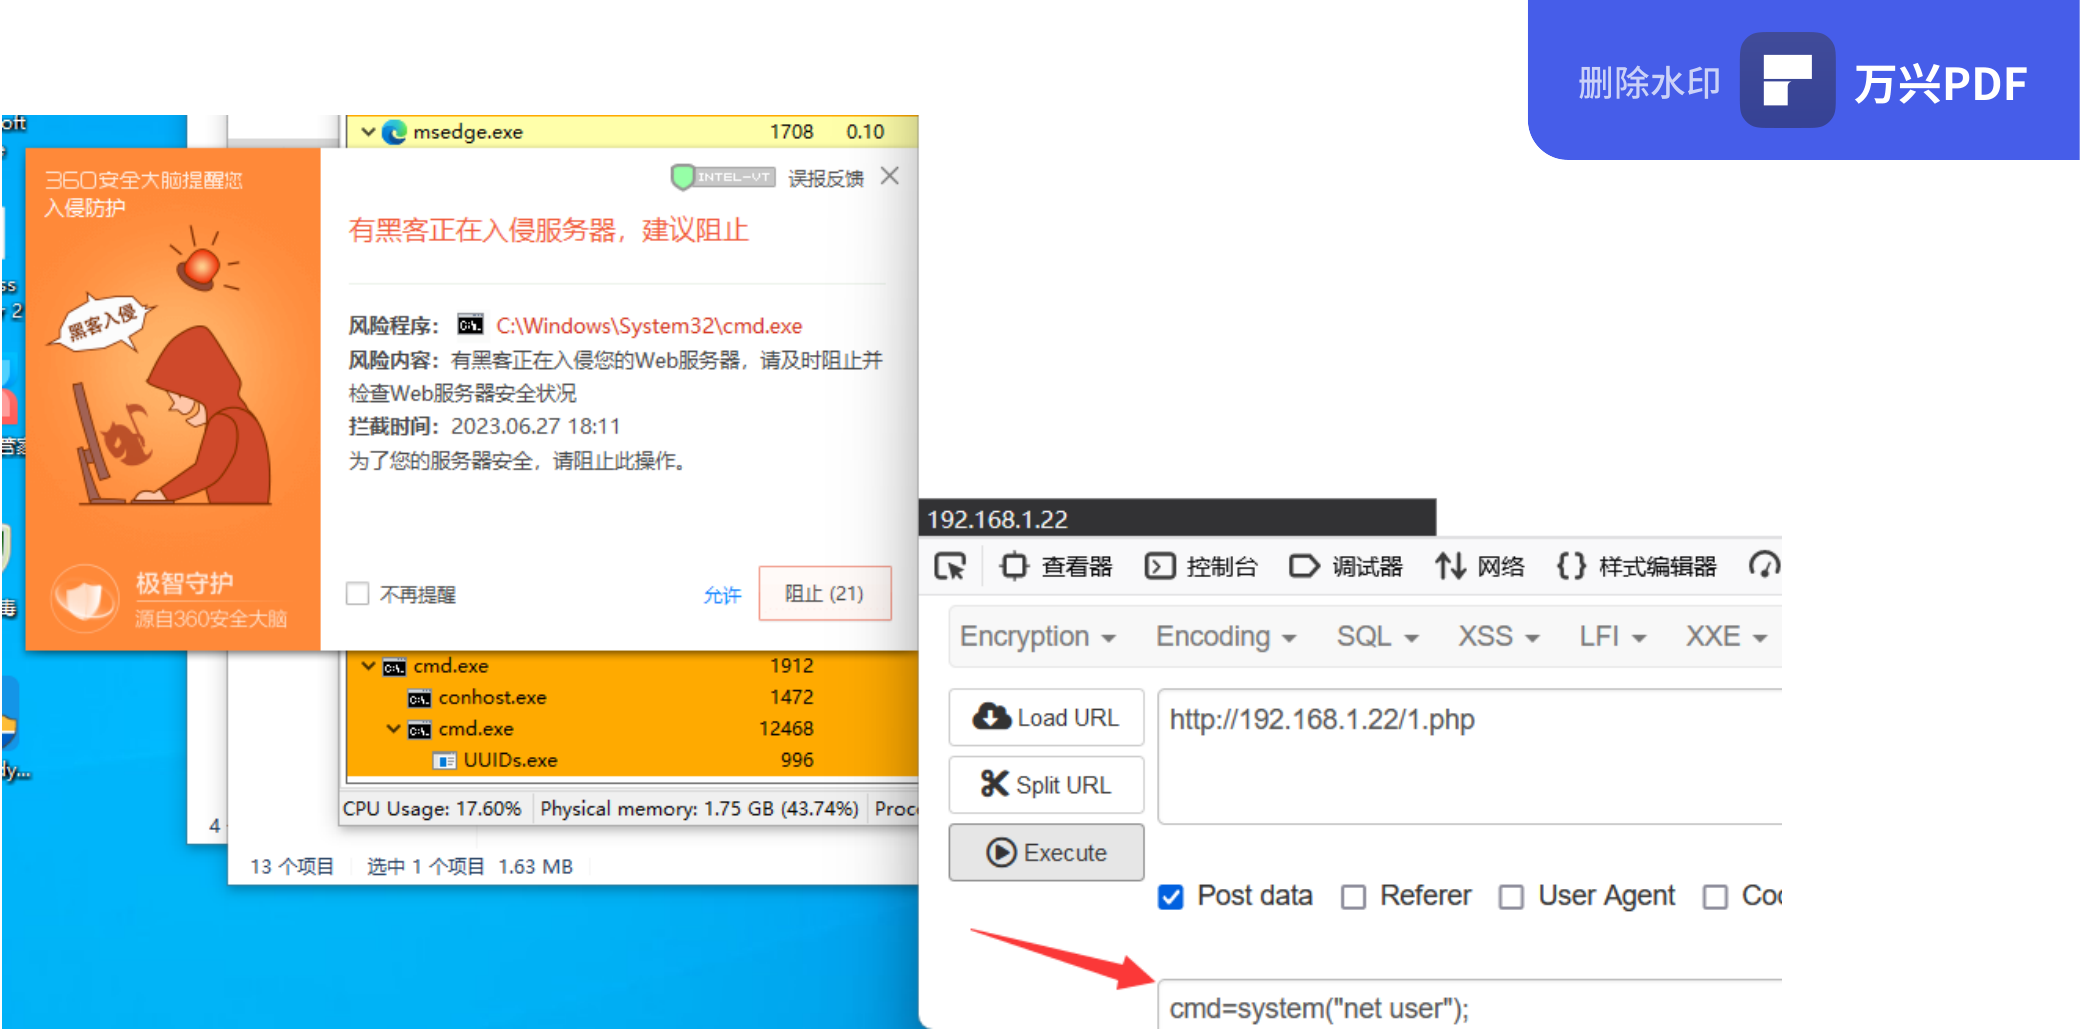 删除水印 万兴PDF
oft
msedge.exe 1708 0.10
360安全大脑提醒您
入侵防护
INTEL-VT 误报反馈
有黑客正在入侵服务器，建议阻止
黑客入侵
风险程序： C:\Windows\System32\cmd.exe
风险内容：有黑客正在入侵您的Web服务器，请及时阻止并
检查Web服务器安全状况
拦截时间：2023.06.27 18:11
为了您的服务器安全，请阻止此操作。
极智守护
源自360安全大脑
不再提醒 允许 阻止 (21)
ss
2
dy...
cmd.exe 1912
conhost.exe 1472
cmd.exe 12468
UUIDs.exe 996
CPU Usage: 17.60% Physical memory: 1.75 GB (43.74%) Proc
4
13 个项目 选中 1 个项目 1.63 MB
192.168.1.22
查看器 控制台 调试器 网络 样式编辑器
Encryption Encoding SQL XSS LFI XXE
Load URL http://192.168.1.22/1.php
Split URL
Execute
Post data Referer User Agent Coo
cmd=system("net user");